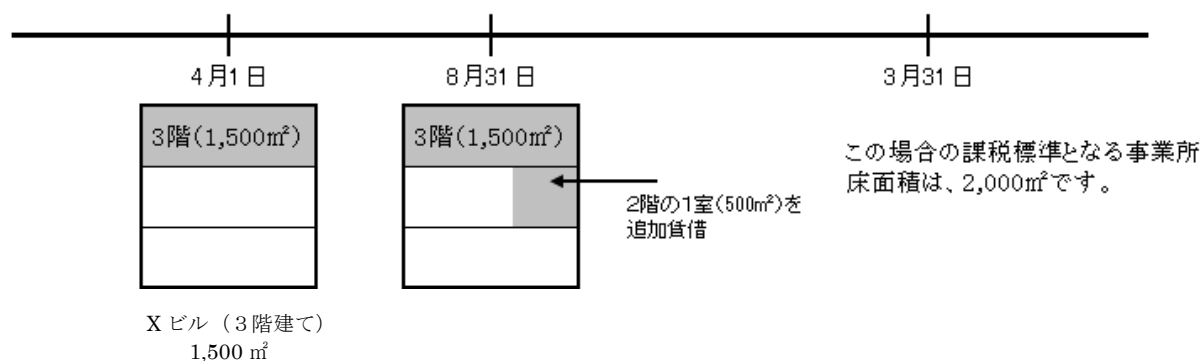 4月1日
8月31日
3月31日
3階(1,500㎡)
3階(1,500㎡)
この場合の課税標準となる事業所
床面積は、2,000㎡です。
2階の1室(500㎡)を
追加賃借
Xビル（３階建て）
1,500 ㎡